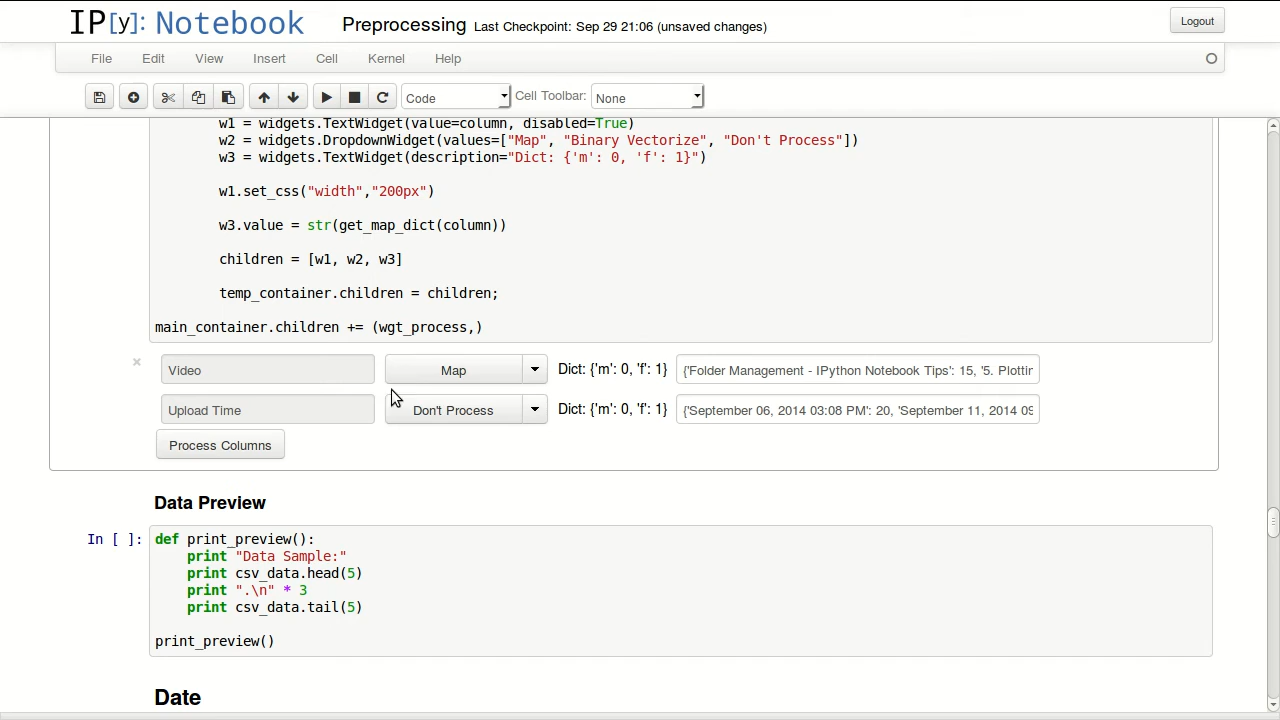 IP[y]: Notebook Preprocessing Last Checkpoint: Sep 29 21:06 (unsaved changes) Logout
File Edit View Insert Cell Kernel Help
Code Cell Toolbar: None
w1 = widgets.TextWidget(value=column, disabled=True)
w2 = widgets.DropdownWidget(values=["Map", "Binary Vectorize", "Don't Process"])
w3 = widgets.TextWidget(description="Dict: {'m': 0, 'f': 1}")
w1.set_css("width","200px")
w3.value = str(get_map_dict(column))
children = [w1, w2, w3]
temp_container.children = children;
main_container.children += (wgt_process,)
× Video Map Dict: {'m': 0, 'f': 1} {'Folder Management - IPython Notebook Tips': 15, '5. Plottin
Upload Time Don't Process Dict: {'m': 0, 'f': 1} {'September 06, 2014 03:08 PM': 20, 'September 11, 2014 09
Process Columns
Data Preview
In [ ]: def print_preview():
print "Data Sample:"
print csv_data.head(5)
print ".\n" * 3
print csv_data.tail(5)
print_preview()
Date